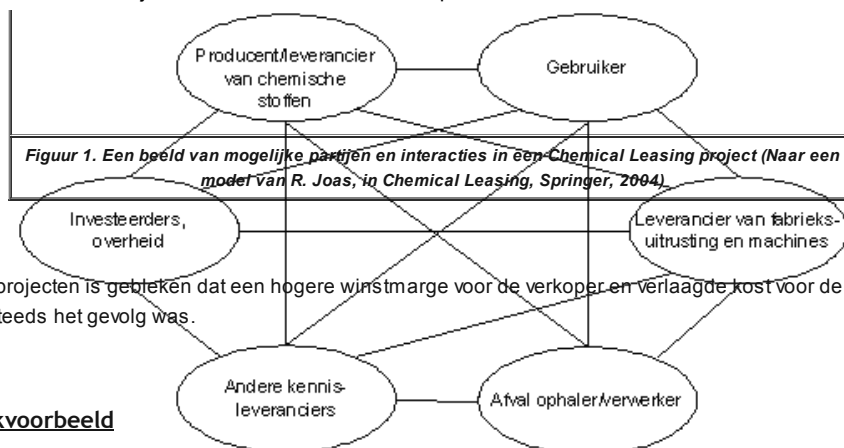 Producent/leverancier
van chemische
stoffen
Gebruiker
Figuur 1. Een beeld van mogelijke partijen en interacties in een Chemical Leasing project (Naar een
model van R. Joas, in Chemical Leasing, Springer, 2004)
Investeerders,
overheid
Leverancier van fabrieks-
uitrusting en machines
projecten is gebleken dat een hogere winstmarge voor de verkoper en verlaagde kost voor de
teeds het gevolg was.
Andere kennis-
leveranciers
Afval ophaler/verwerker
kvoorbeeld